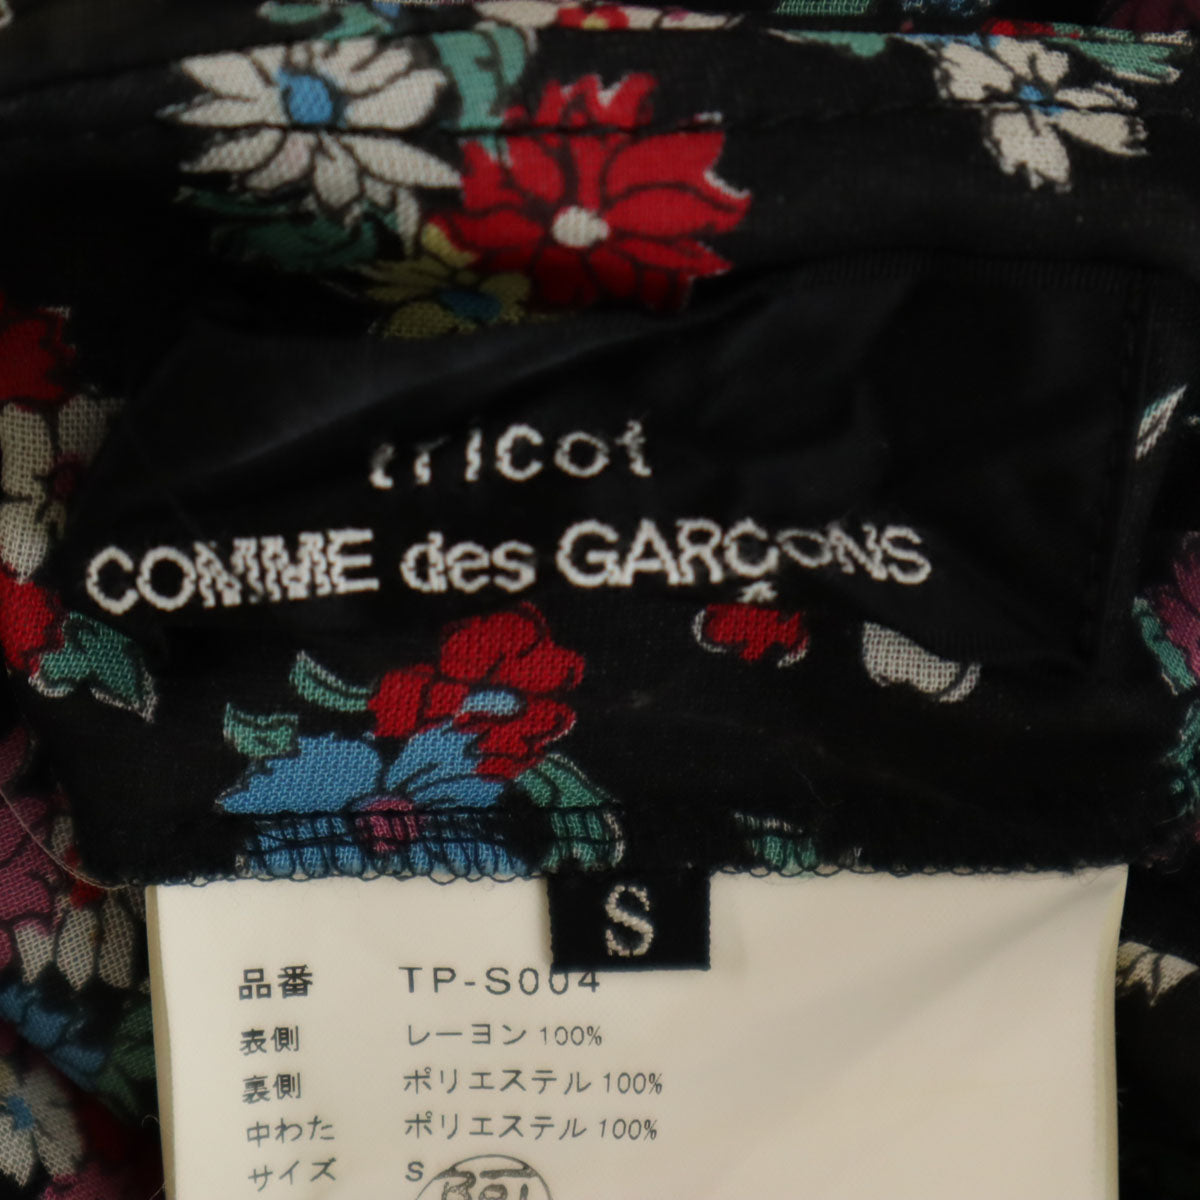 tricot
COMME des GARÇONS
S
品番 TP-S004
表側 レーヨン 100%
裏側 ポリエステル 100%
中わた ポリエステル 100%
サイズ S